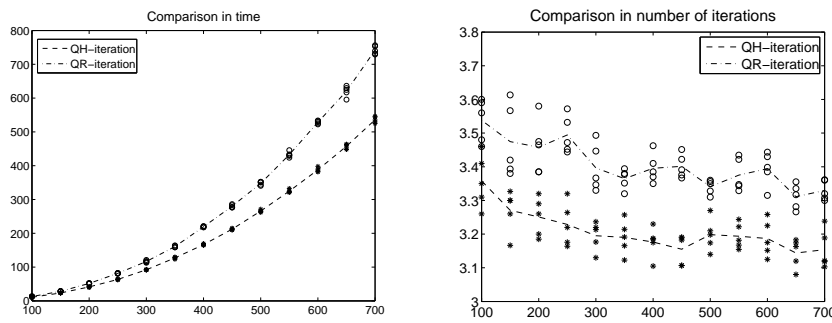 Comparison in time
QH−iteration
QR−iteration
800
700
600
500
400
300
200
100
0
100 200 300 400 500 600 700
Comparison in number of iterations
QH−iteration
QR−iteration
3.8
3.7
3.6
3.5
3.4
3.3
3.2
3.1
3
100 200 300 400 500 600 700